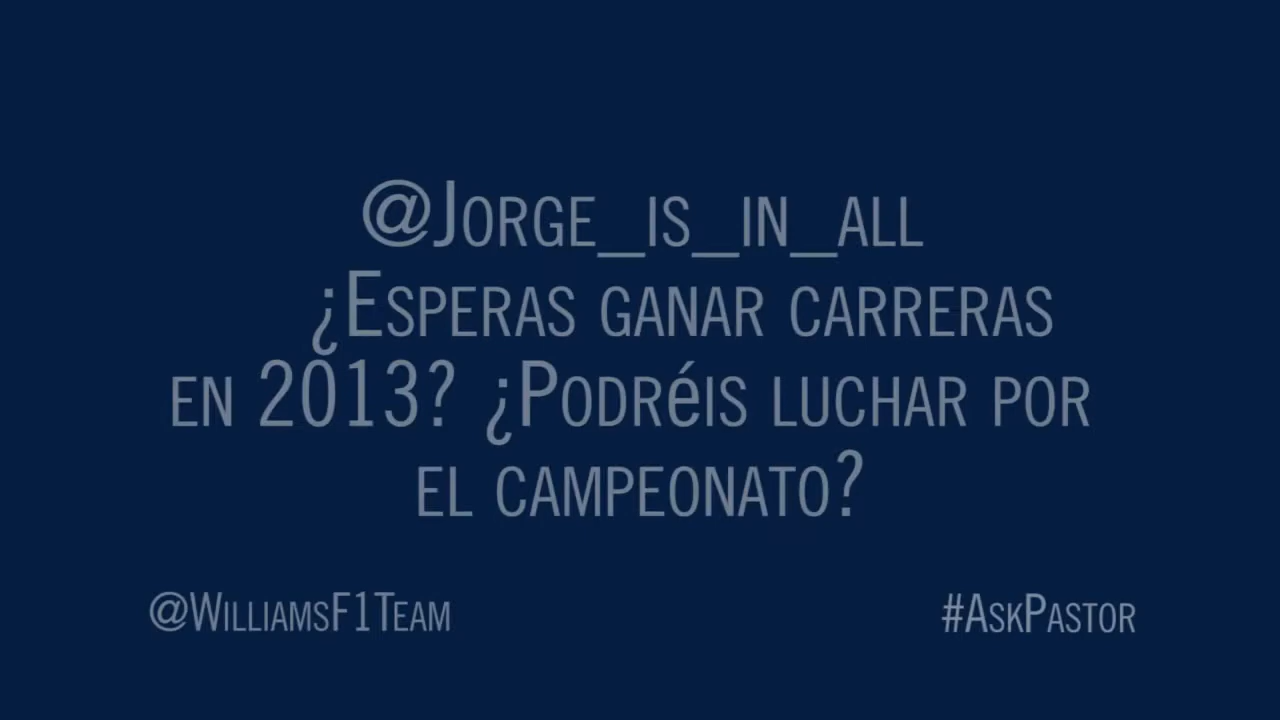 @Jorge_is_in_all
¿Esperas ganar carreras
en 2013? ¿Podréis luchar por
el campeonato?
@WilliamsF1Team
#AskPastor